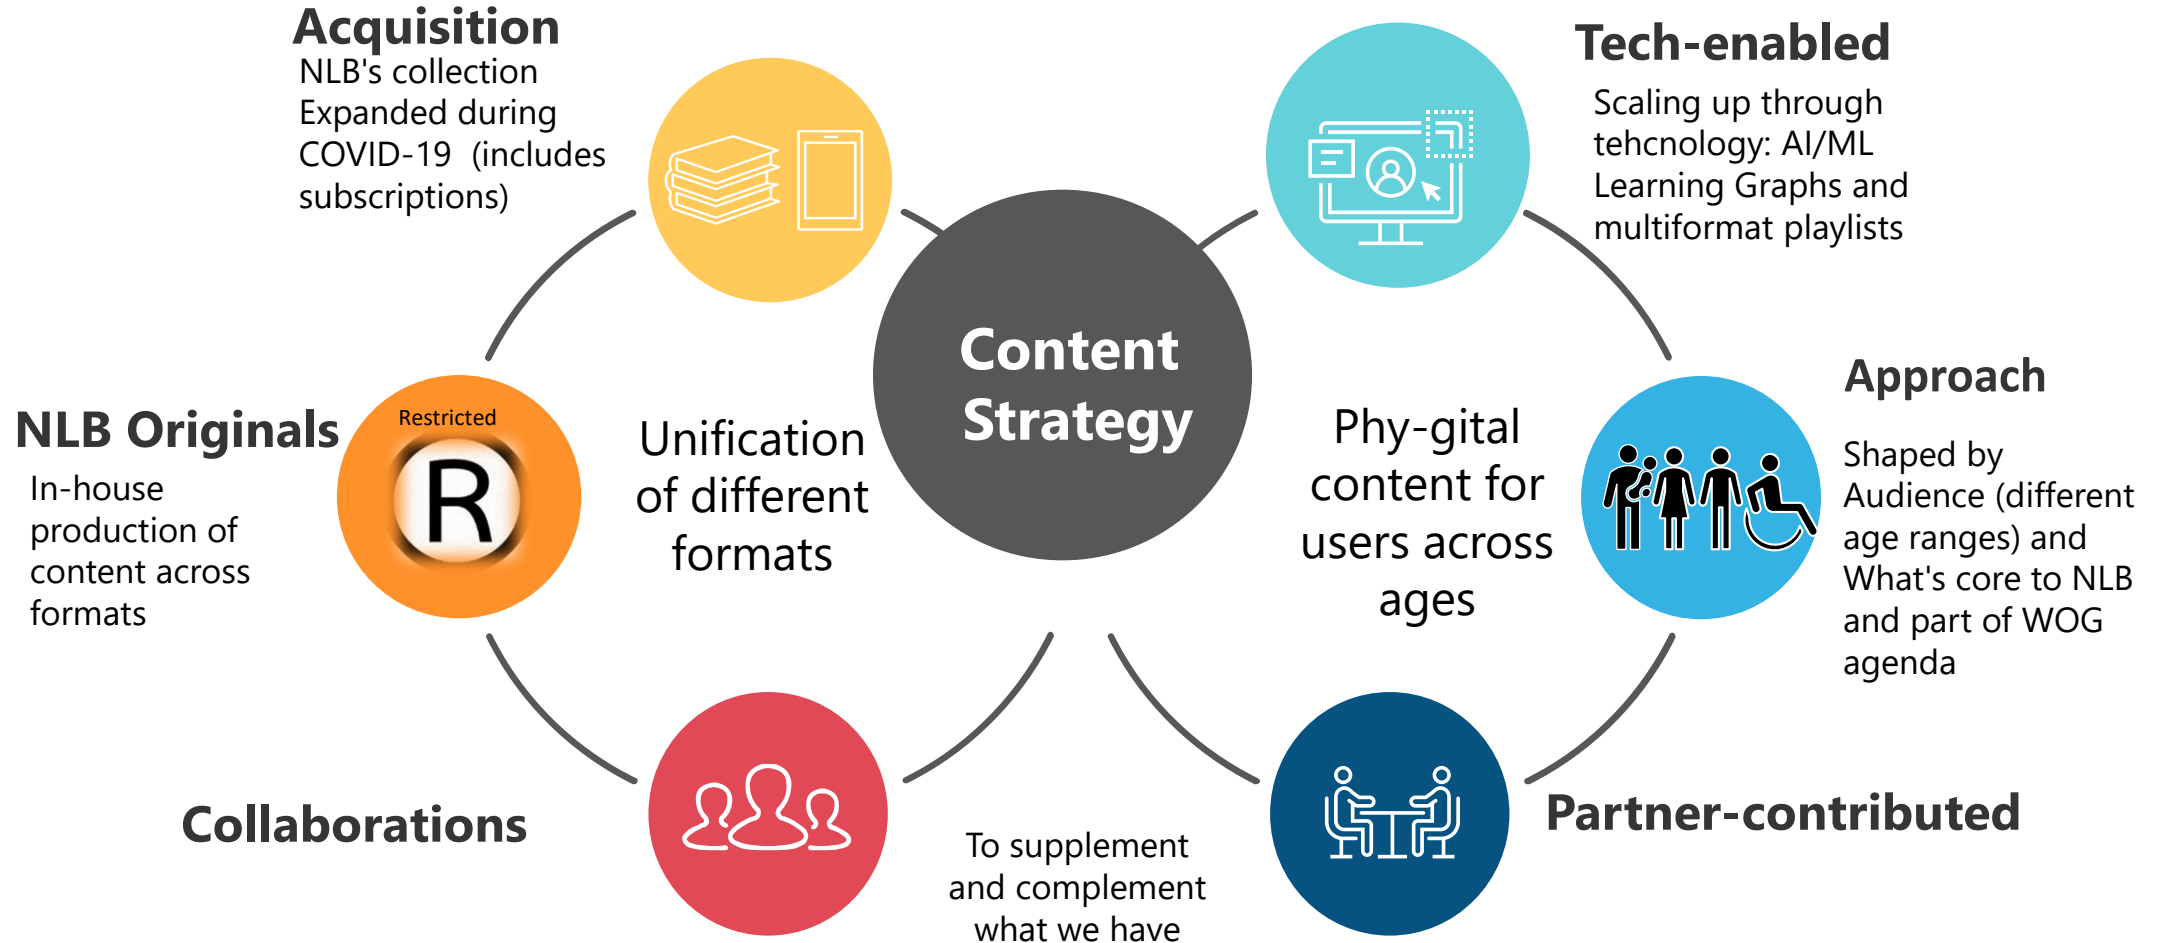 Acquisition
NLB's collection
Expanded during
COVID-19  (includes
subscriptions)
Tech-enabled
Scaling up through
tehcnology: AI/ML
Learning Graphs and
multiformat playlists
Content
Strategy
Approach
Shaped by
Audience (different
age ranges) and
What's core to NLB
and part of WOG
agenda
NLB Originals
In-house
production of
content across
formats
Restricted
R
Unification
of different
formats
Phy-gital
content for
users across
ages
Collaborations
To supplement
and complement
what we have
Partner-contributed